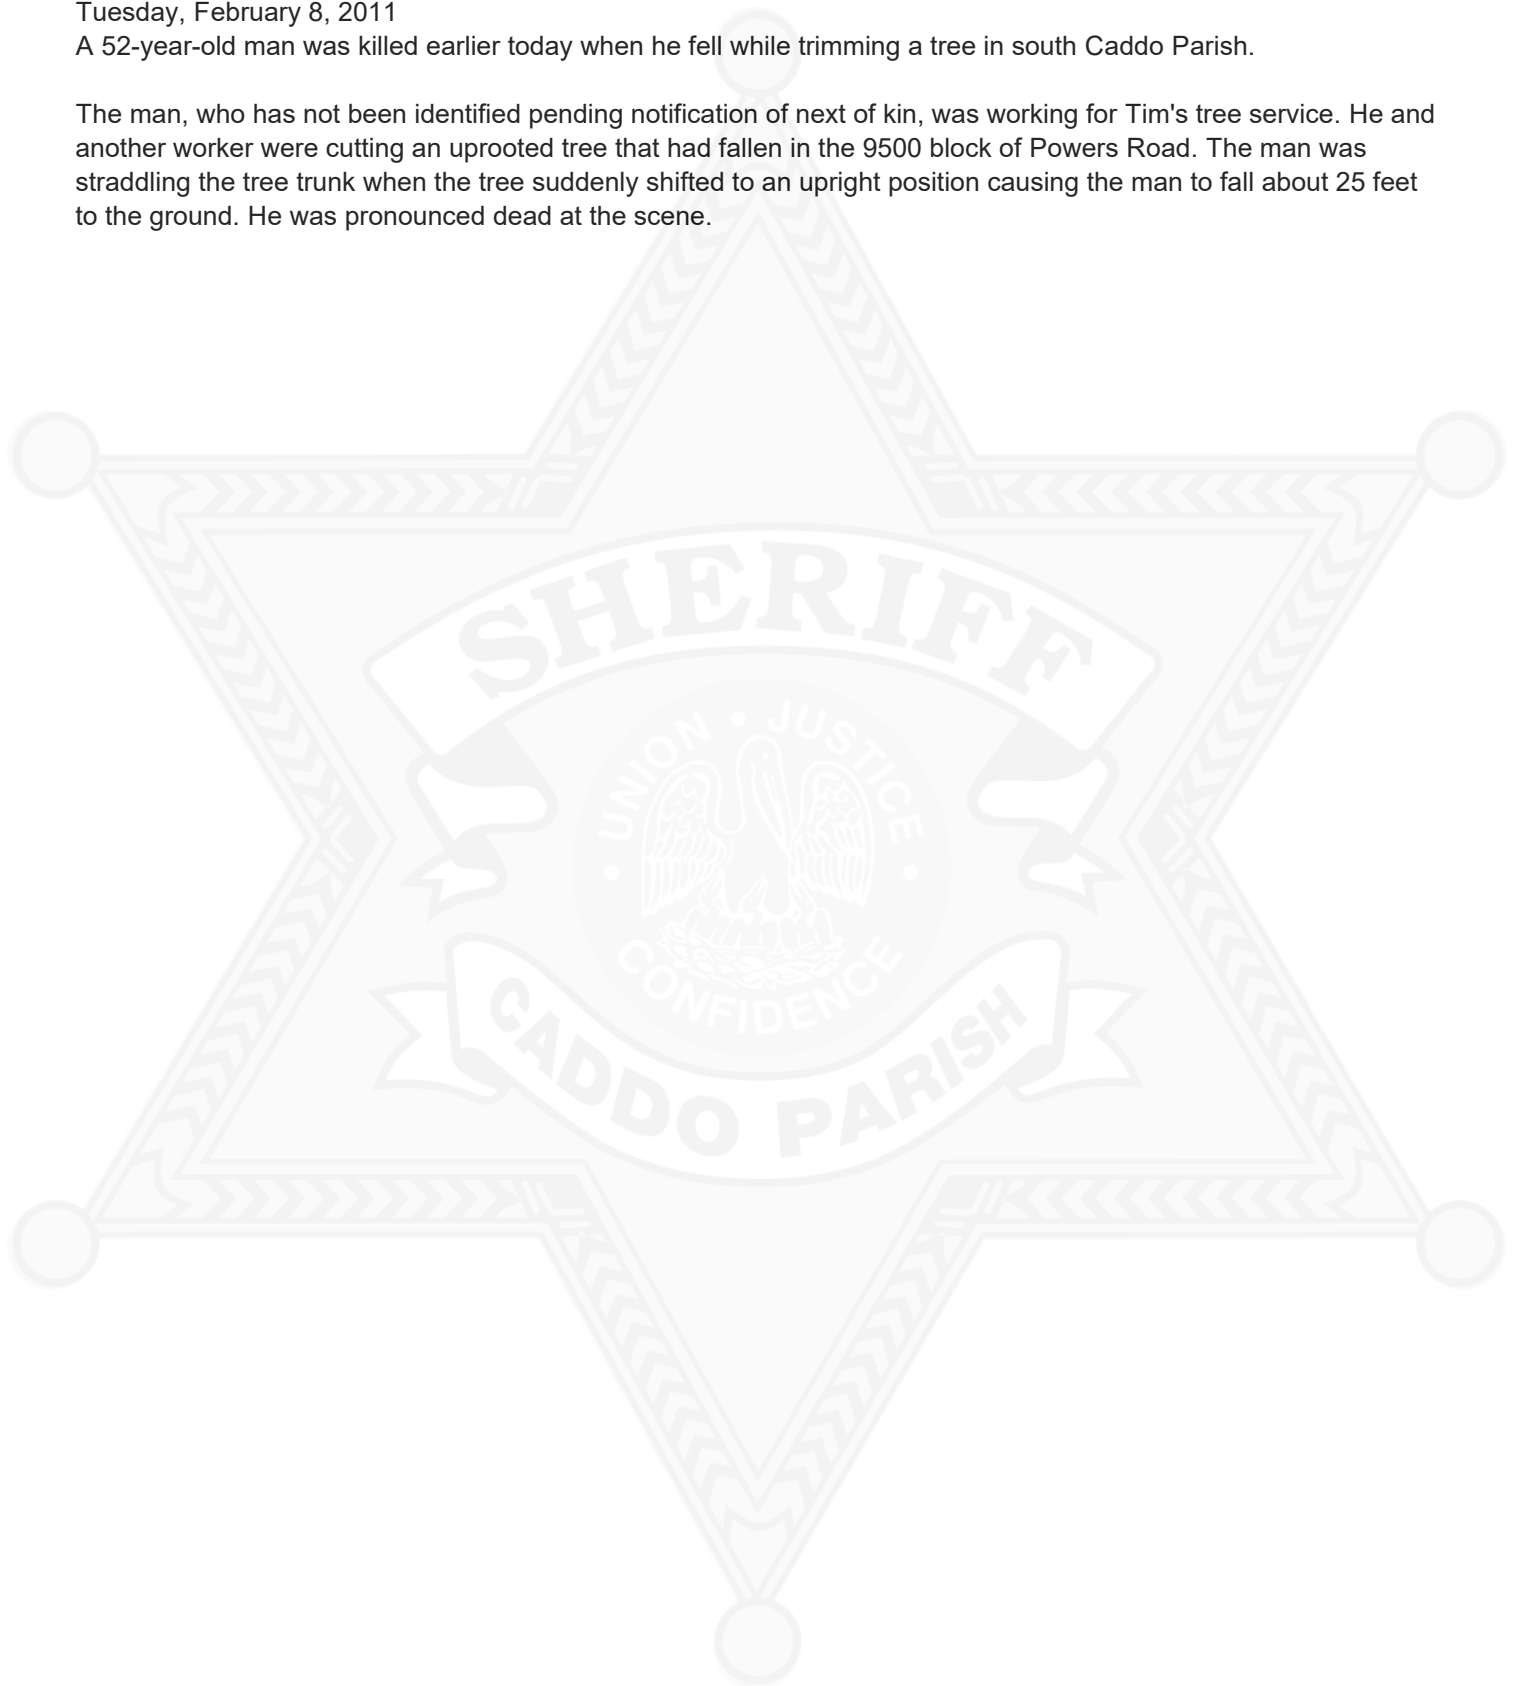 Tuesday, February 8, 2011
A 52-year-old man was killed earlier today when he fell while trimming a tree in south Caddo Parish.
The man, who has not been identified pending notification of next of kin, was working for Tim's tree service. He and
another worker were cutting an uprooted tree that had fallen in the 9500 block of Powers Road. The man was
straddling the tree trunk when the tree suddenly shifted to an upright position causing the man to fall about 25 feet
to the ground. He was pronounced dead at the scene.
SHERIFF
UNION • JUSTICE
• CONFIDENCE •
CADDO PARISH